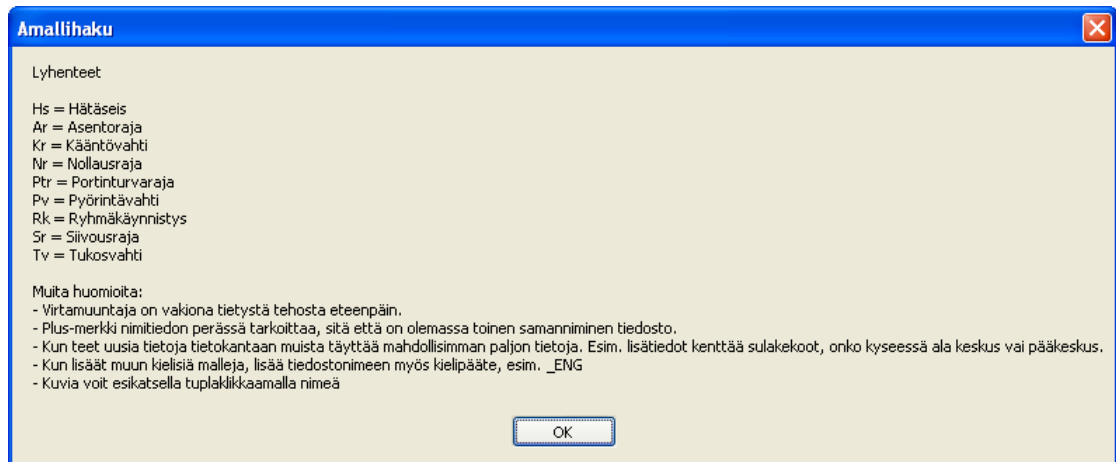 Amallihaku
Lyhenteet
Hs = Hätäseis
Ar = Asentoraja
Kr = Kääntövahti
Nr = Nollausraja
Ptr = Portinturvaraja
Pv = Pyörintävahti
Rk = Ryhmäkäynnistys
Sr = Siivousraja
Tv = Tukosvahti
Muita huomioita:
- Virtamuuntaja on vakiona tietystä tehosta eteenpäin.
- Plus-merkki nimitiedon perässä tarkoittaa, sitä että on olemassa toinen samanniminen tiedosto.
- Kun teet uusia tietoja tietokantaan muista täyttää mahdollisimman paljon tietoja. Esim. lisätiedot kenttää sulakekoot, onko kyseessä ala keskus vai pääkeskus.
- Kun lisäät muun kielisiä malleja, lisää tiedostonimeen myös kielipääte, esim. _ENG
- Kuvia voit esikatsella tuplaklikkaamalla nimeä
OK